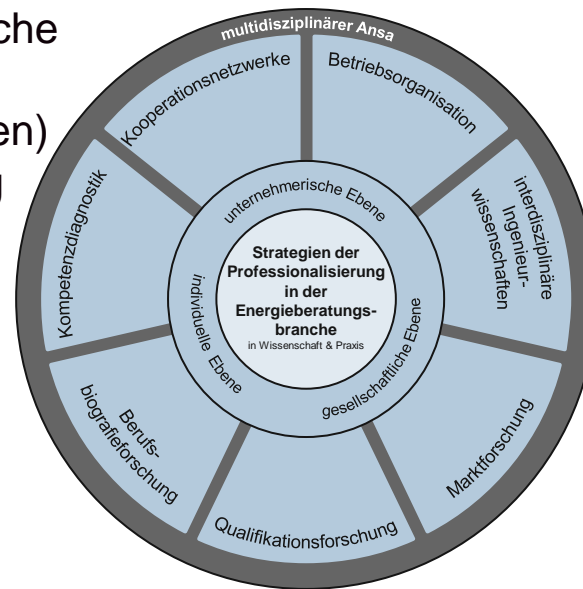 che
en)
g
multidisziplinärer Ansa
Kooperationsnetzwerke
Betriebsorganisation
interdisziplinäre
Ingenieur-
wissenschaften
Marktforschung
Qualifikationsforschung
Berufs-
biografieforschung
Kompetenzdiagnostik
unternehmerische Ebene
gesellschaftliche Ebene
individuelle Ebene
Strategien der
Professionalisierung
in der
Energieberatungs-
branche
in Wissenschaft & Praxis